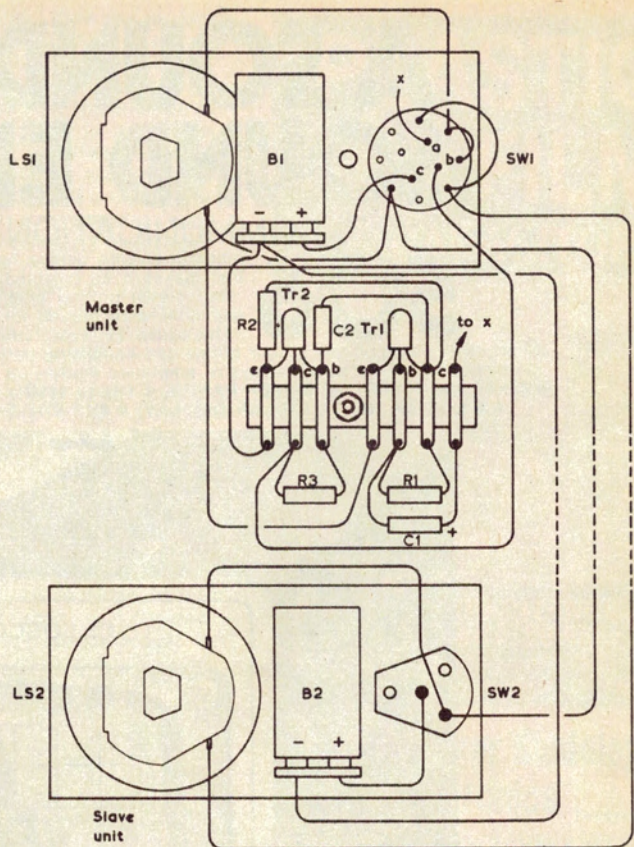 x
a
b
c
LS1
B1
SW1
- +
Master
unit
Tr2
R2
C2
Tr1
to x
e c b e b c
R3
R1
C1 +
LS2
B2
SW2
- +
Slave
unit